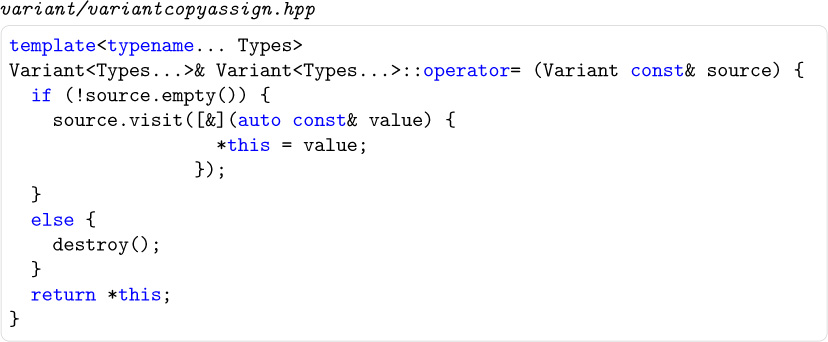 variant/variantcopyassign.hpp
template<typename... Types>
Variant<Types...>& Variant<Types...>::operator= (Variant const& source) {
  if (!source.empty()) {
    source.visit([&](auto const& value) {
                   *this = value;
                 });
  }
  else {
    destroy();
  }
  return *this;
}